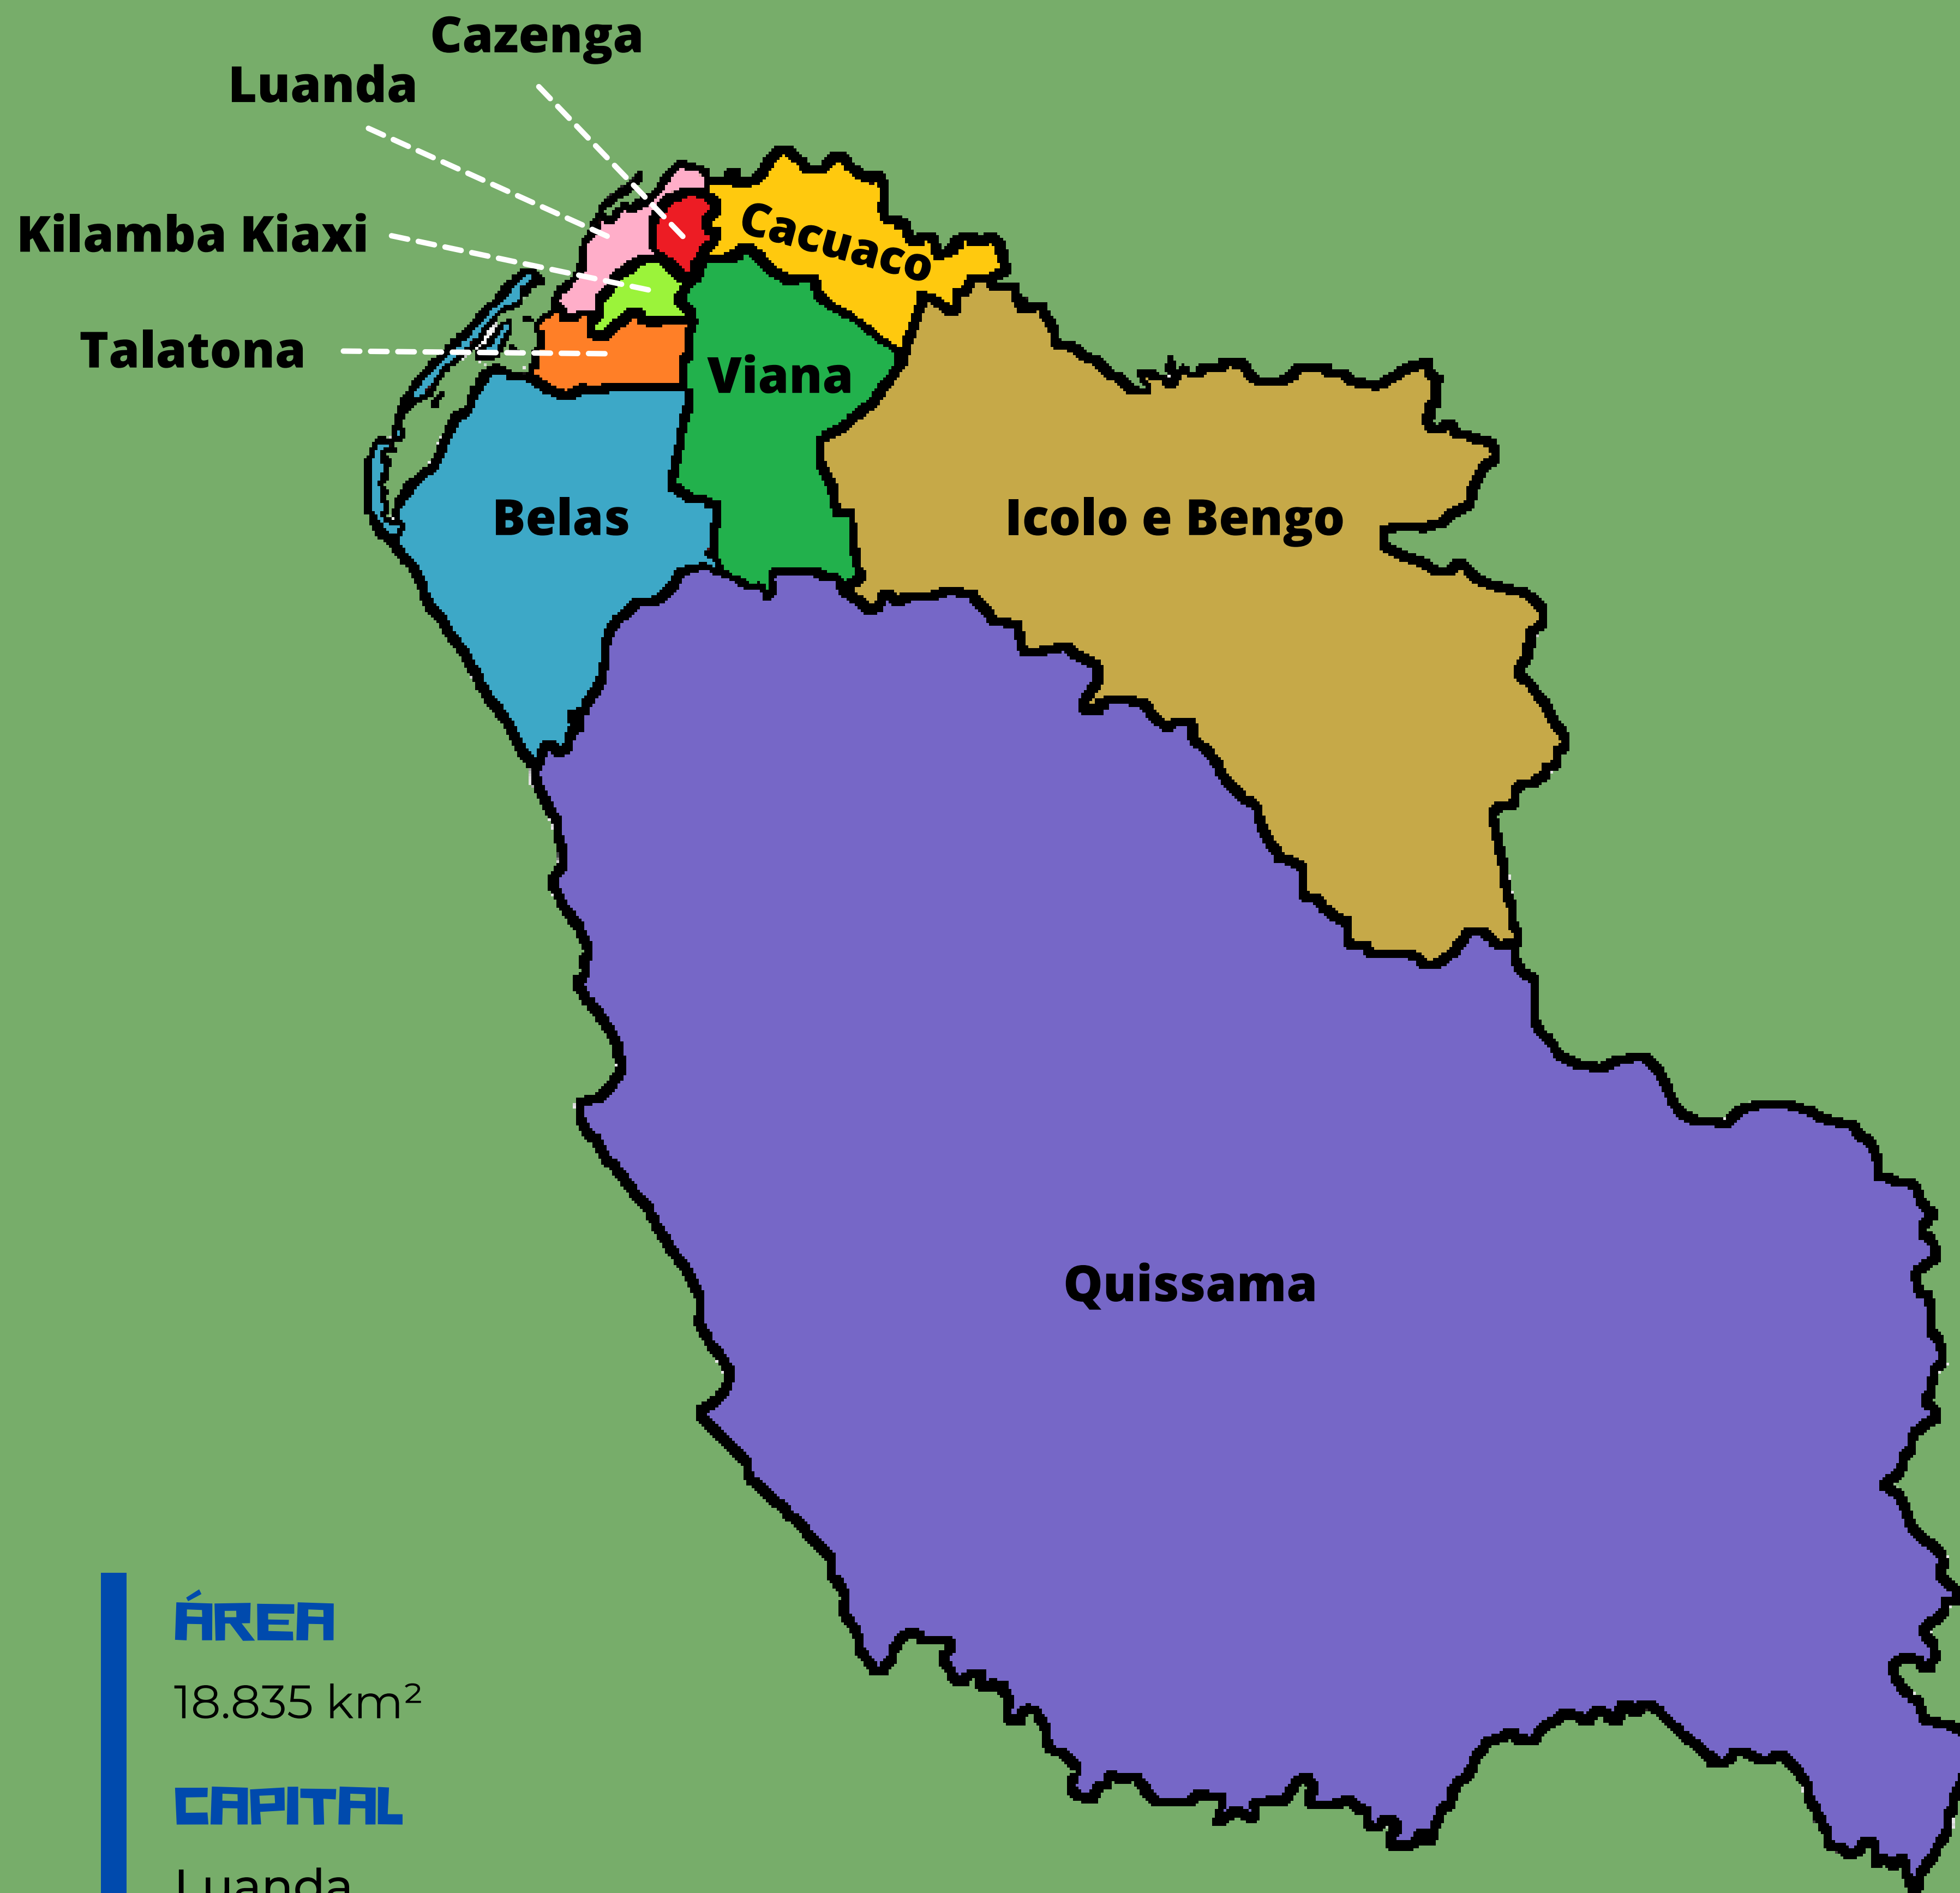 Cazenga
Luanda
Kilamba Kiaxi
Cacuaco
Talatona
Viana
Belas
Icolo e Bengo
Quissama
ÁREA
18.835 km²
CAPITAL
Luanda